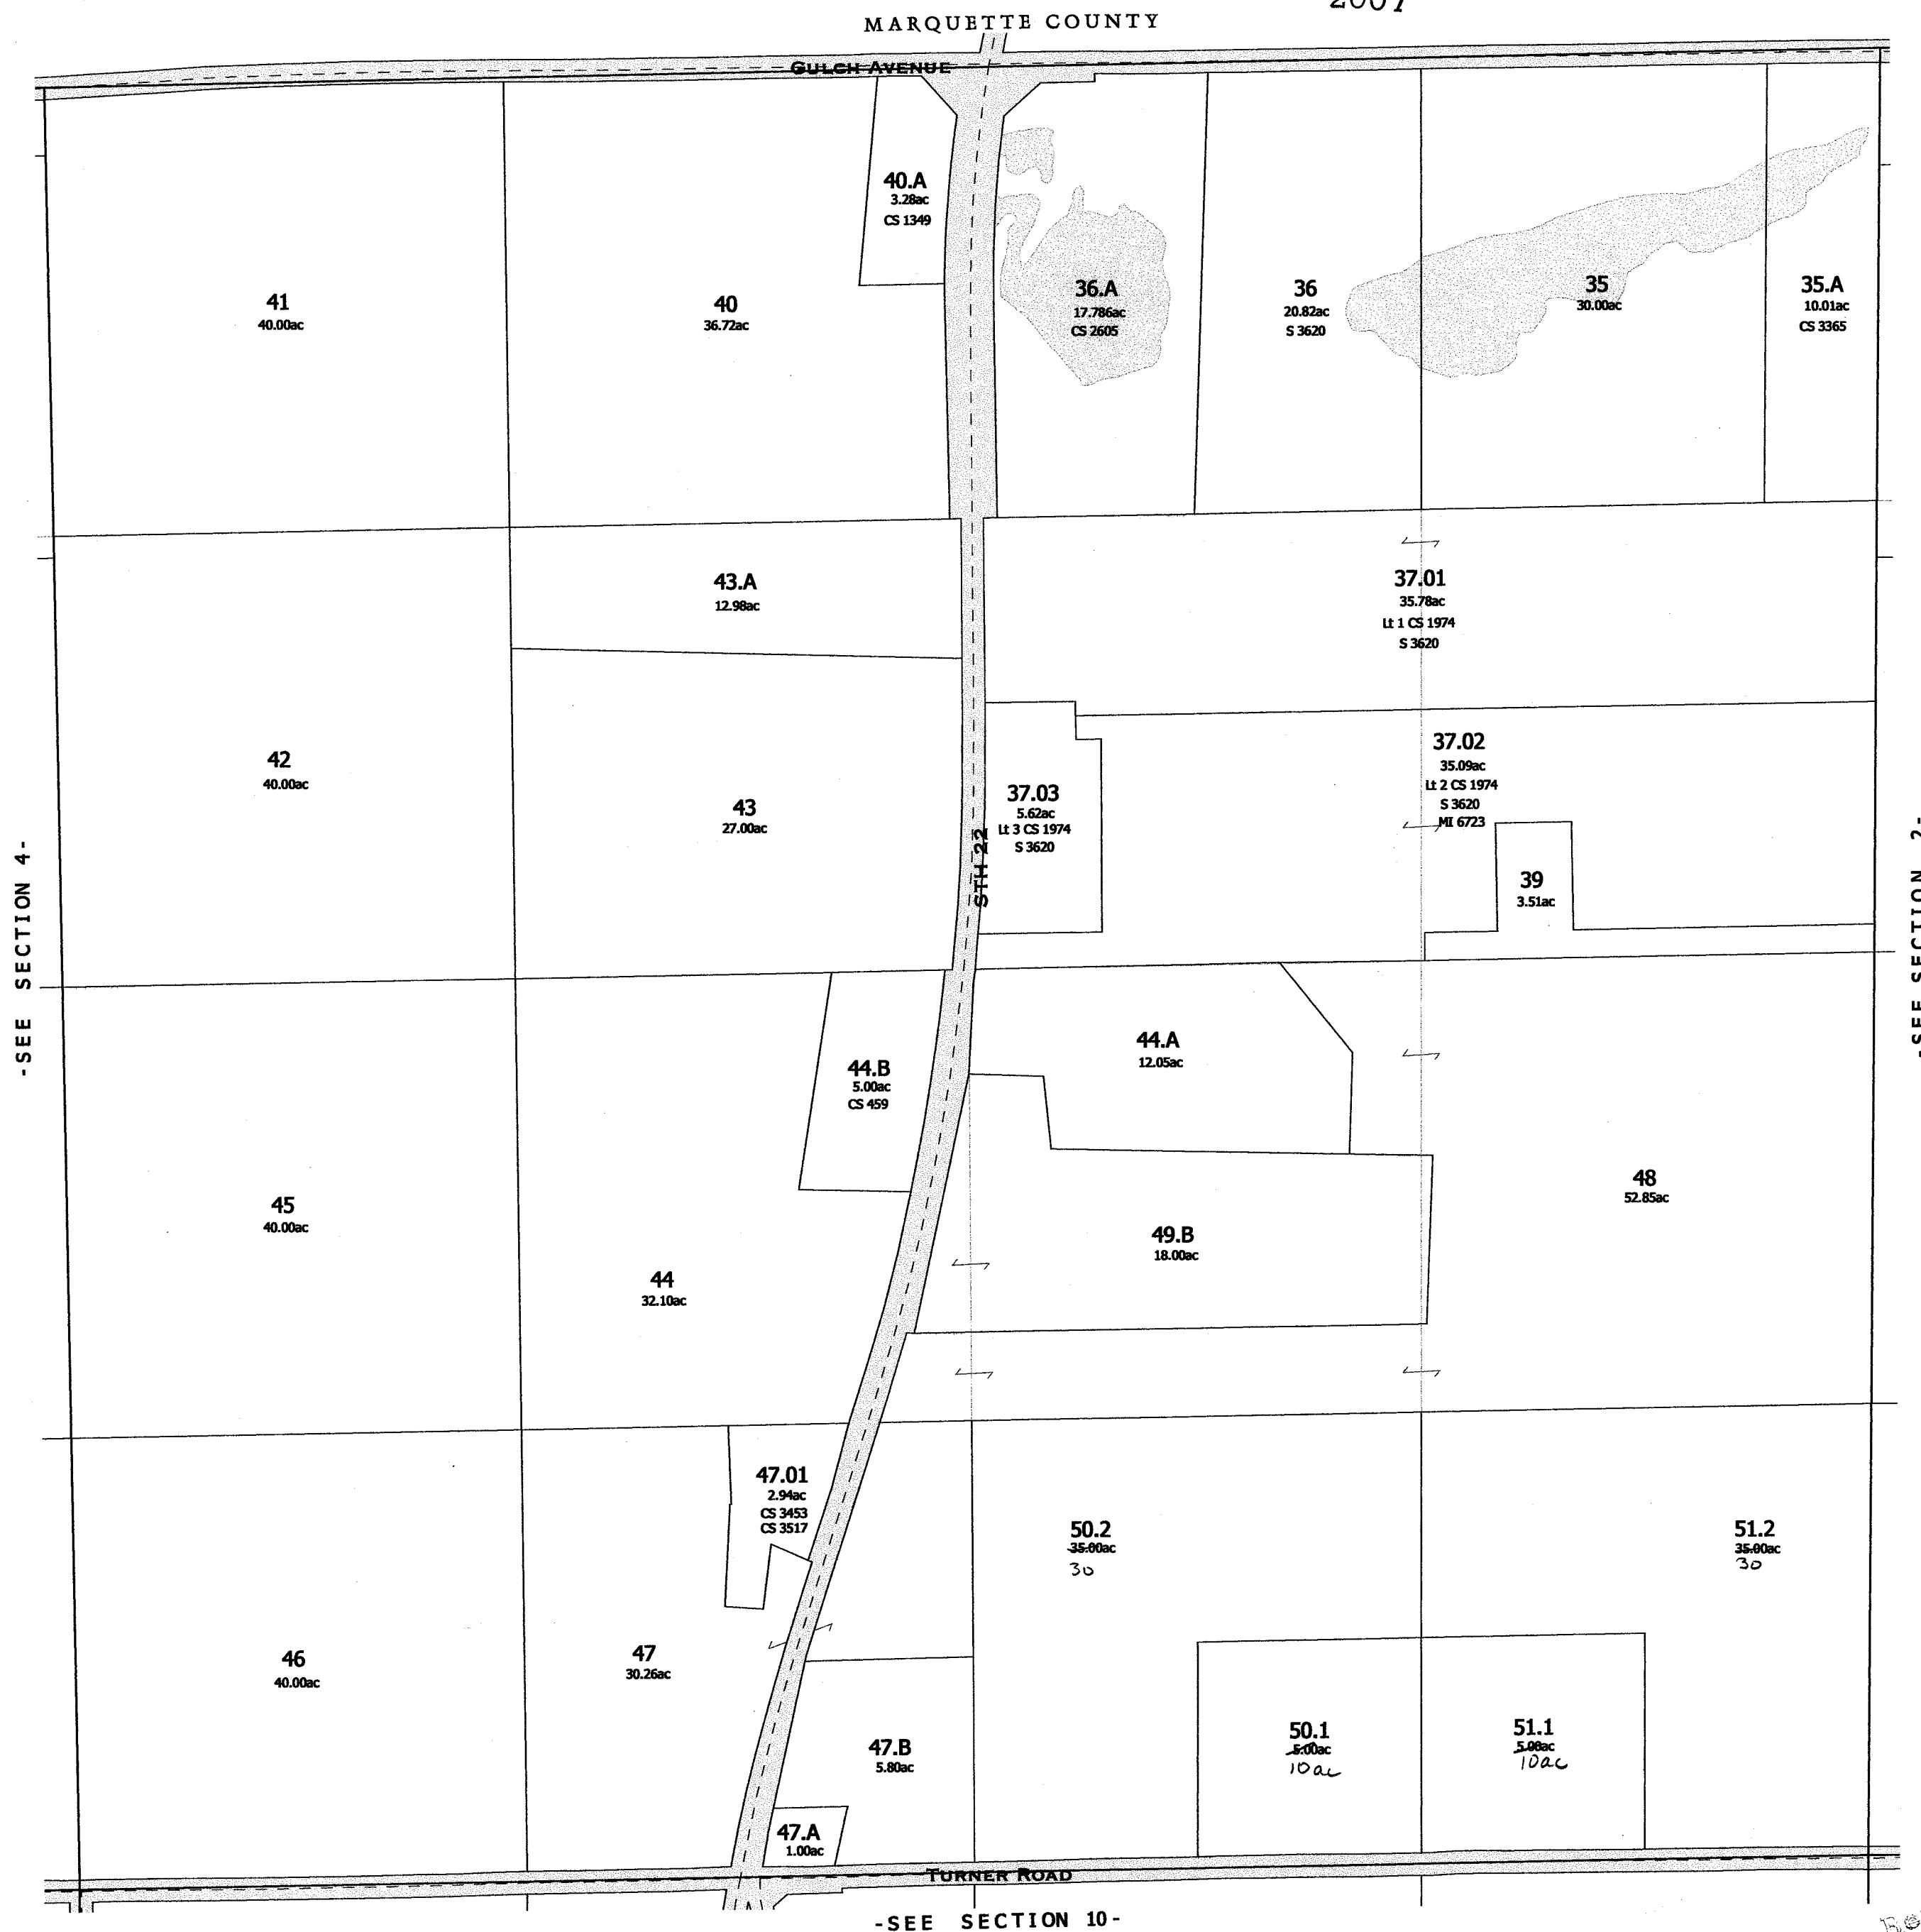 2007
MARQUETTE COUNTY
GULCH AVENUE
40.A
3.28ac
CS 1349
41
40.00ac
40
36.72ac
36.A
17.786ac
CS 2605
36
20.82ac
S 3620
35
30.00ac
35.A
10.01ac
CS 3365
43.A
12.98ac
37.01
35.78ac
Lt 1 CS 1974
S 3620
42
40.00ac
43
27.00ac
STH 22
37.03
5.62ac
Lt 3 CS 1974
S 3620
37.02
35.09ac
Lt 2 CS 1974
S 3620
MI 6723
39
3.51ac
-SEE SECTION 4-
-SEE SECTION 2-
44.B
5.00ac
CS 459
44.A
12.05ac
45
40.00ac
44
32.10ac
49.B
18.00ac
48
52.85ac
47.01
2.94ac
CS 3453
CS 3517
50.2
35.00ac
30
51.2
35.00ac
30
46
40.00ac
47
30.26ac
47.B
5.80ac
50.1
5.00ac
10ac
51.1
5.00ac
10ac
47.A
1.00ac
TURNER ROAD
-SEE SECTION 10-